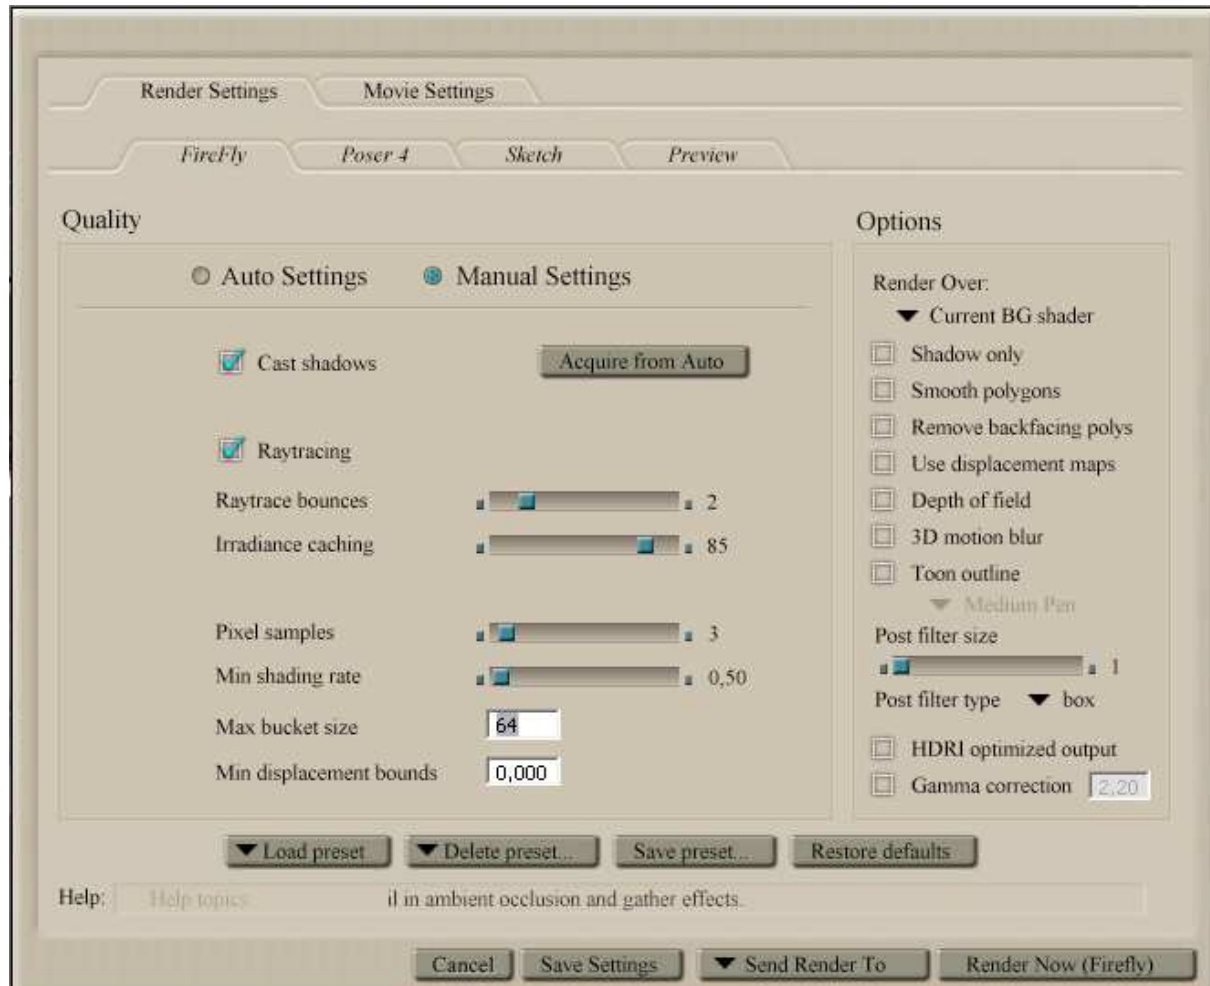 Render Settings Movie Settings
FireFly Poser 4 Sketch Preview
Quality
Auto Settings Manual Settings
Cast shadows Acquire from Auto
Raytracing
Raytrace bounces 2
Irradiance caching 85
Pixel samples 3
Min shading rate 0,50
Max bucket size 64
Min displacement bounds 0,000
Options
Render Over:
Current BG shader
Shadow only
Smooth polygons
Remove backfacing polys
Use displacement maps
Depth of field
3D motion blur
Toon outline
Medium Pen
Post filter size
1
Post filter type box
HDRI optimized output
Gamma correction 2,20
Load preset Delete preset... Save preset... Restore defaults
Help: Help topics il in ambient occlusion and gather effects.
Cancel Save Settings Send Render To Render Now (Firefly)